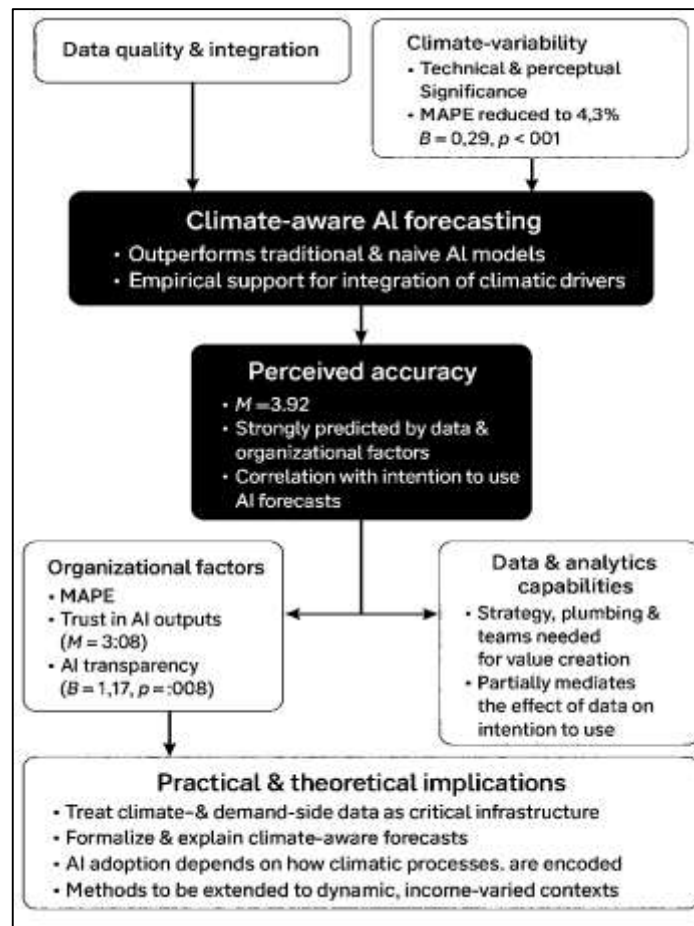 Data quality & integration
Climate-variability
• Technical & perceptual
Significance
• MAPE reduced to 4,3%
B = 0,29, p < 001
Climate-aware AI forecasting
• Outperforms traditional & naive AI models
• Empirical support for integration of climatic drivers
Perceived accuracy
• M =3.92
• Strongly predicted by data &
organizational factors
• Correlation with intention to use
AI forecasts
Organizational factors
• MAPE
• Trust in AI outputs
(M = 3:08)
• AI transparency
(B = 1,17, p =:008)
Data & analytics
capabilities
• Strategy, plumbing &
teams needed
for value creation
• Partially mediates
the effect of data on
intention to use
Practical & theoretical implications
• Treat climate-& demand-side data as critical infrastructure
• Formalize & explain climate-aware forecasts
• AI adoption depends on how climatic processes. are encoded
• Methods to be extended to dynamic, income-varied contexts